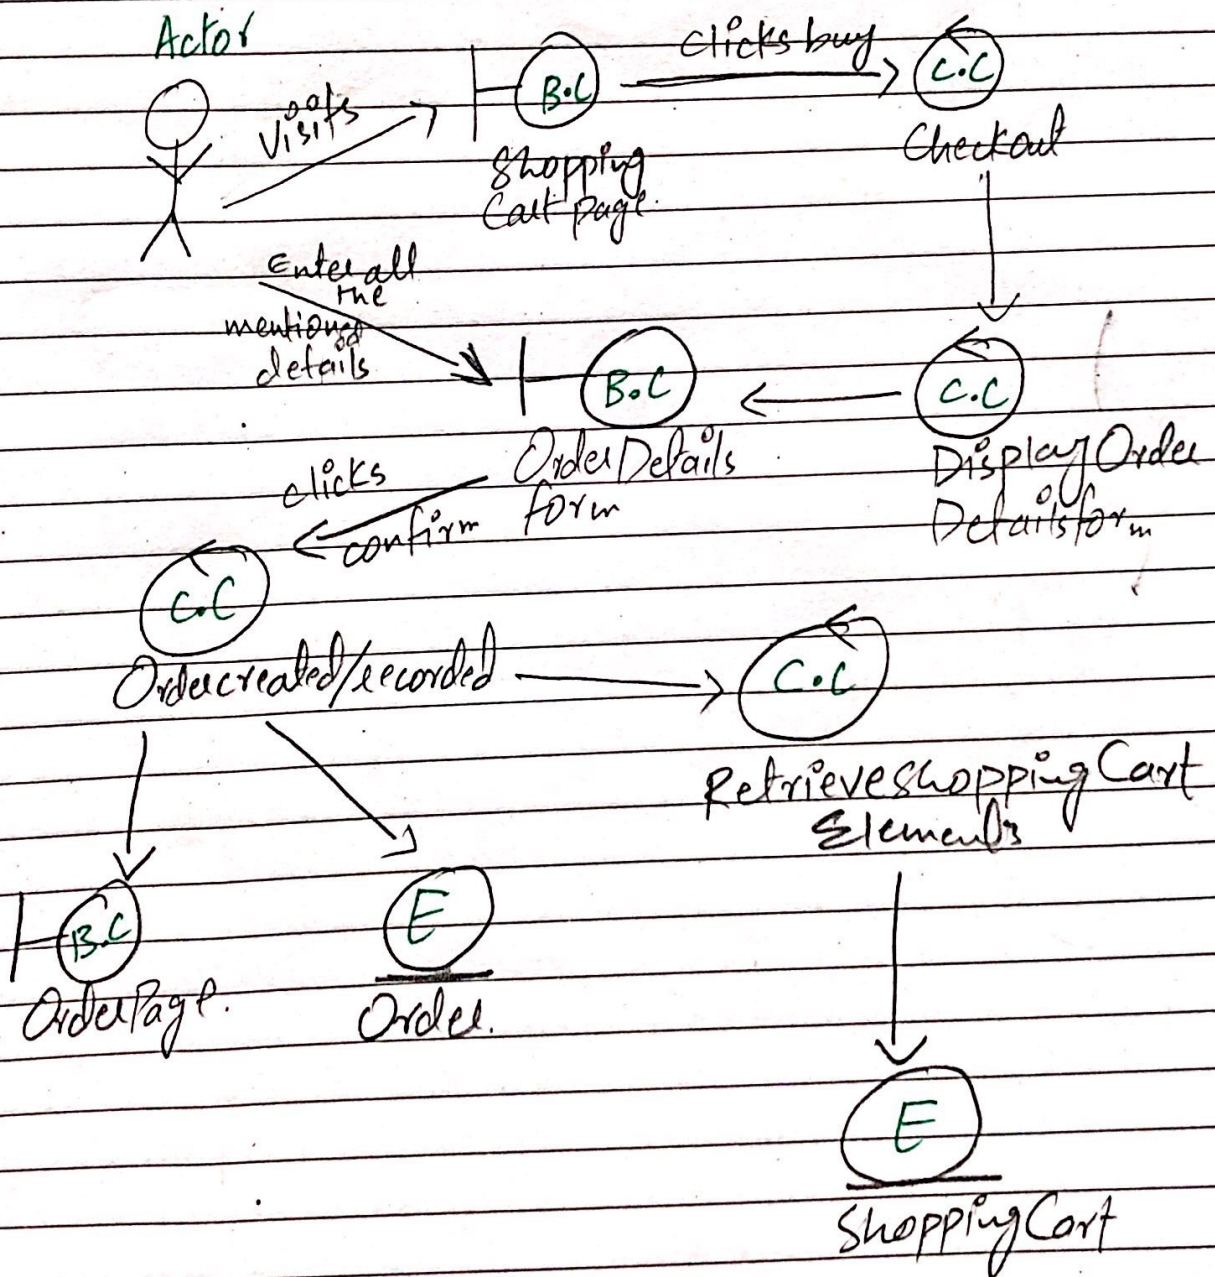 Actor
Visits
B.C
Shopping
Cart page.
Clicks buy
C.C
Checkout
Enter all
the
mentioned
details
B.C
Order Details
form
C.C
Display Order
Details form
clicks
confirm
C.C
Order created/recorded
C.C
Retrieve shopping Cart
Elements
B.C
Order Page.
E
Order.
E
Shopping Cart